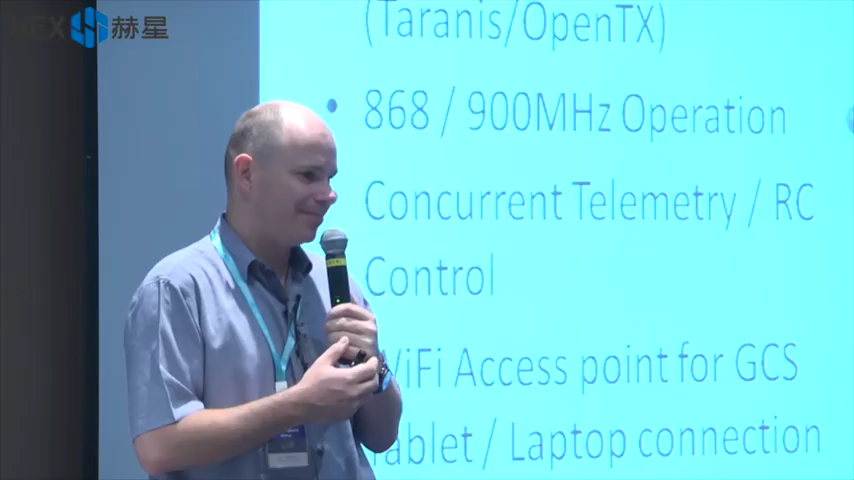 HEX 赫星
(Taranis/OpenTX)
• 868 / 900MHz Operation
Concurrent Telemetry / RC
Control
WiFi Access point for GCS
Tablet / Laptop connection